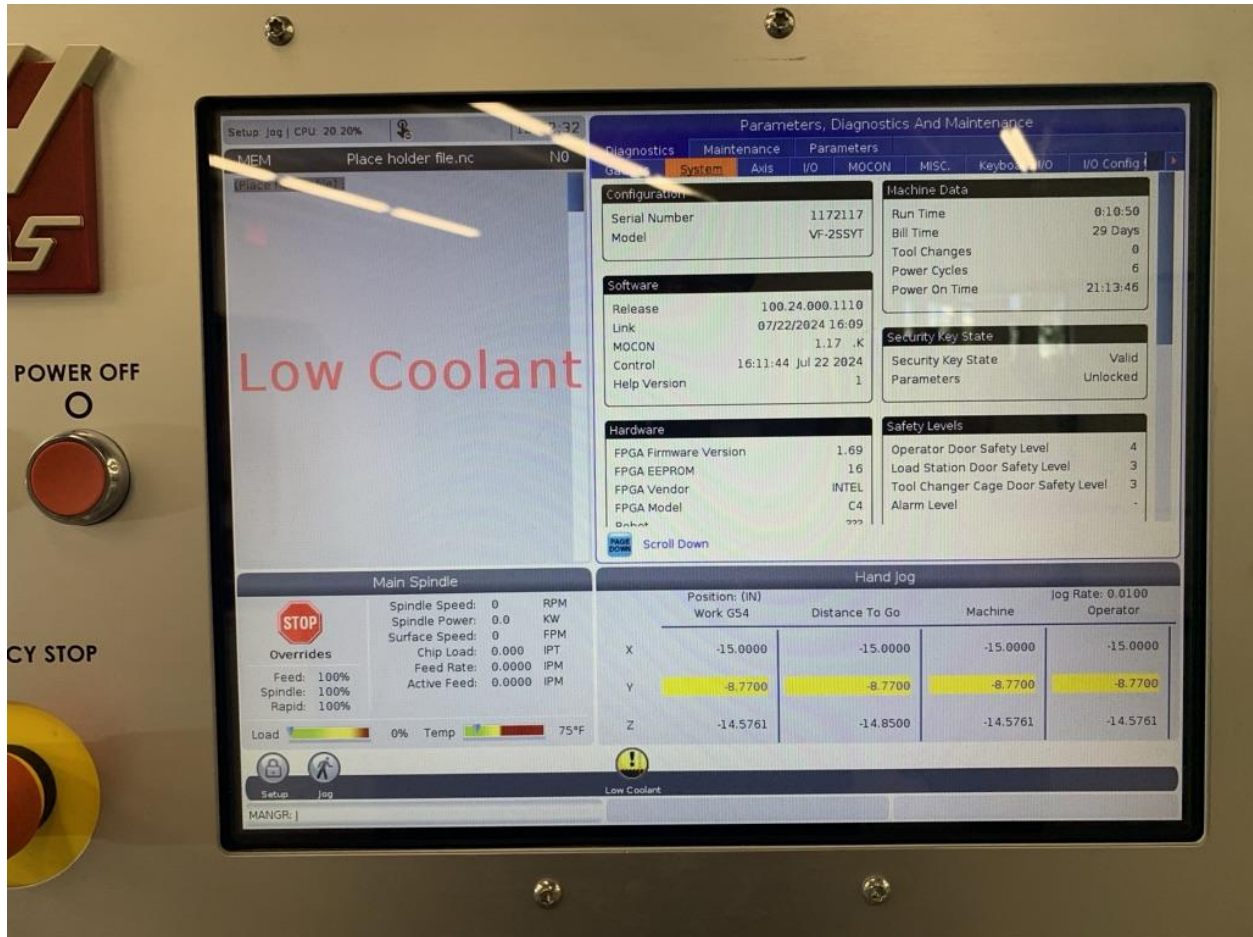 POWER OFF
CY STOP
Setup: Jog | CPU: 20.20%
MEM Place holder file.nc N0
Low Coolant
Parameters, Diagnostics And Maintenance
Diagnostics Maintenance Parameters
System Axis I/O MOCON MISC. I/O Config
Configuration
Serial Number 1172117
Model VF-2SSYT
Software
Release 100.24.000.1110
Link 07/22/2024 16:09
MOCON 1.17 .K
Control 16:11:44 Jul 22 2024
Help Version 1
Hardware
FPGA Firmware Version 1.69
FPGA EEPROM 16
FPGA Vendor INTEL
FPGA Model C4
Robot ???
Machine Data
Run Time 0:10:50
Bill Time 29 Days
Tool Changes 0
Power Cycles 6
Power On Time 21:13:46
Security Key State
Security Key State Valid
Parameters Unlocked
Safety Levels
Operator Door Safety Level 4
Load Station Door Safety Level 3
Tool Changer Cage Door Safety Level 3
Alarm Level -
PAGE DOWN Scroll Down
Main Spindle
STOP
Overrides
Feed: 100%
Spindle: 100%
Rapid: 100%
Spindle Speed: 0 RPM
Spindle Power: 0.0 KW
Surface Speed: 0 FPM
Chip Load: 0.000 IPT
Feed Rate: 0.0000 IPM
Active Feed: 0.0000 IPM
Load 0% Temp 75°F
Hand Jog
Position: (IN) Jog Rate: 0.0100
Work G54 Distance To Go Machine Operator
X -15.0000 -15.0000 -15.0000 -15.0000
Y -8.7700 -8.7700 -8.7700 -8.7700
Z -14.5761 -14.8500 -14.5761 -14.5761
Setup Jog Low Coolant
MANGR: J